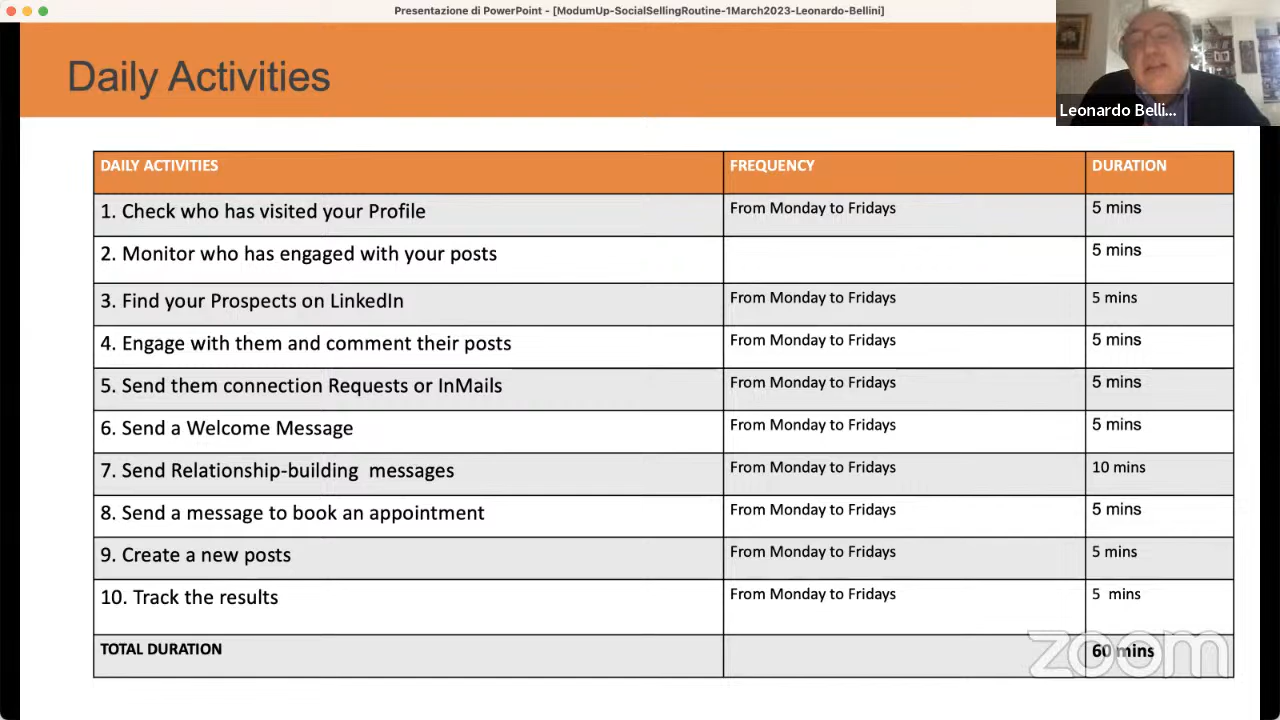 Presentazione di PowerPoint - [ModumUp-SocialSellingRoutine-1March2023-Leonardo-Bellini]
Daily Activities
Leonardo Belli...
DAILY ACTIVITIES FREQUENCY DURATION
1. Check who has visited your Profile From Monday to Fridays 5 mins
2. Monitor who has engaged with your posts 5 mins
3. Find your Prospects on LinkedIn From Monday to Fridays 5 mins
4. Engage with them and comment their posts From Monday to Fridays 5 mins
5. Send them connection Requests or InMails From Monday to Fridays 5 mins
6. Send a Welcome Message From Monday to Fridays 5 mins
7. Send Relationship-building messages From Monday to Fridays 10 mins
8. Send a message to book an appointment From Monday to Fridays 5 mins
9. Create a new posts From Monday to Fridays 5 mins
10. Track the results From Monday to Fridays 5 mins
TOTAL DURATION 60 mins
zoom